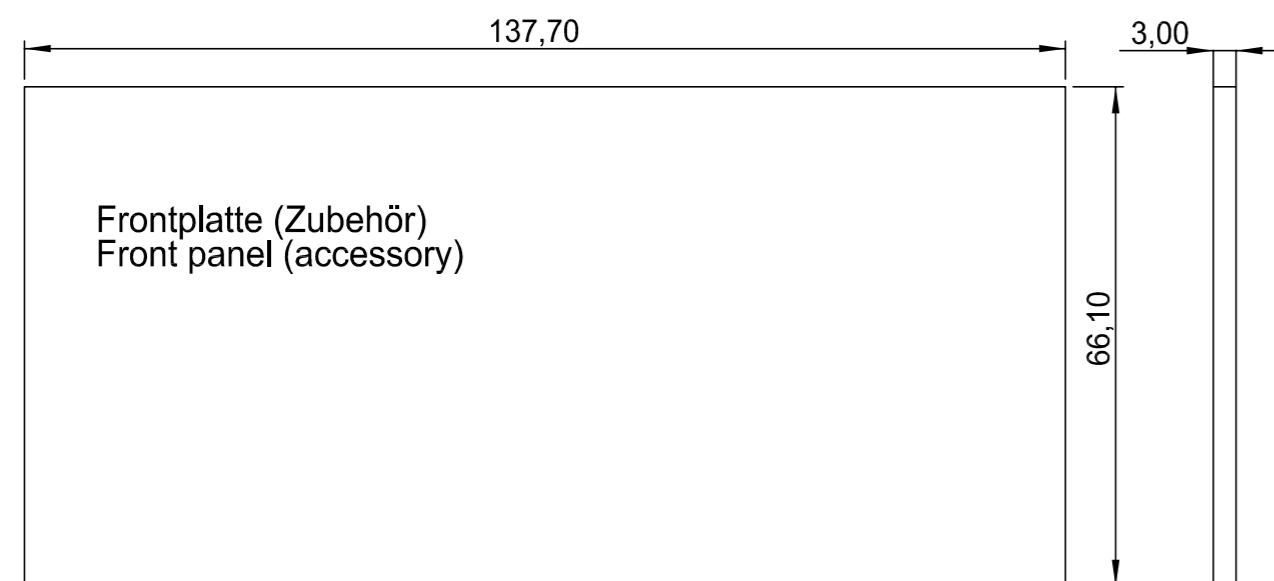 137,70
3,00
Frontplatte (Zubehör)
Front panel (accessory)
66,10